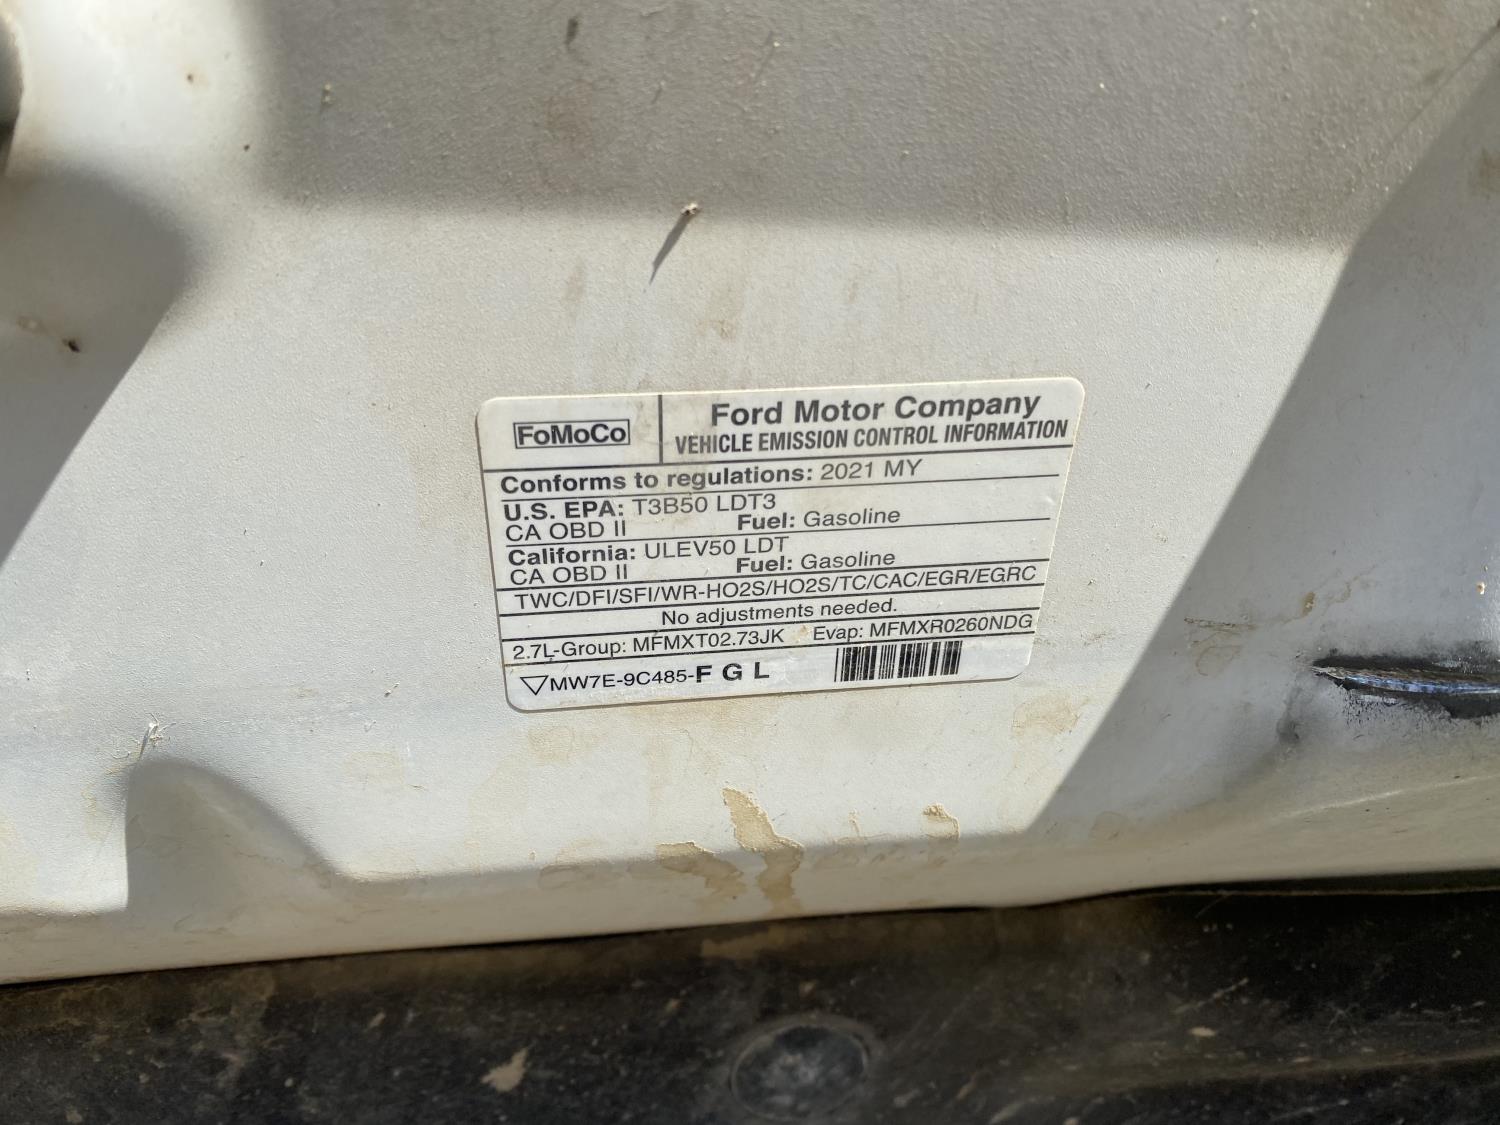 FoMoCo
Ford Motor Company
VEHICLE EMISSION CONTROL INFORMATION
Conforms to regulations: 2021 MY
U.S. EPA: T3B50 LDT3
CA OBD II Fuel: Gasoline
California: ULEV50 LDT
CA OBD II Fuel: Gasoline
TWC/DFI/SFI/WR-HO2S/HO2S/TC/CAC/EGR/EGRC
No adjustments needed.
2.7L-Group: MFMXT02.73JK Evap: MFMXR0260NDG
MW7E-9C485-F G L